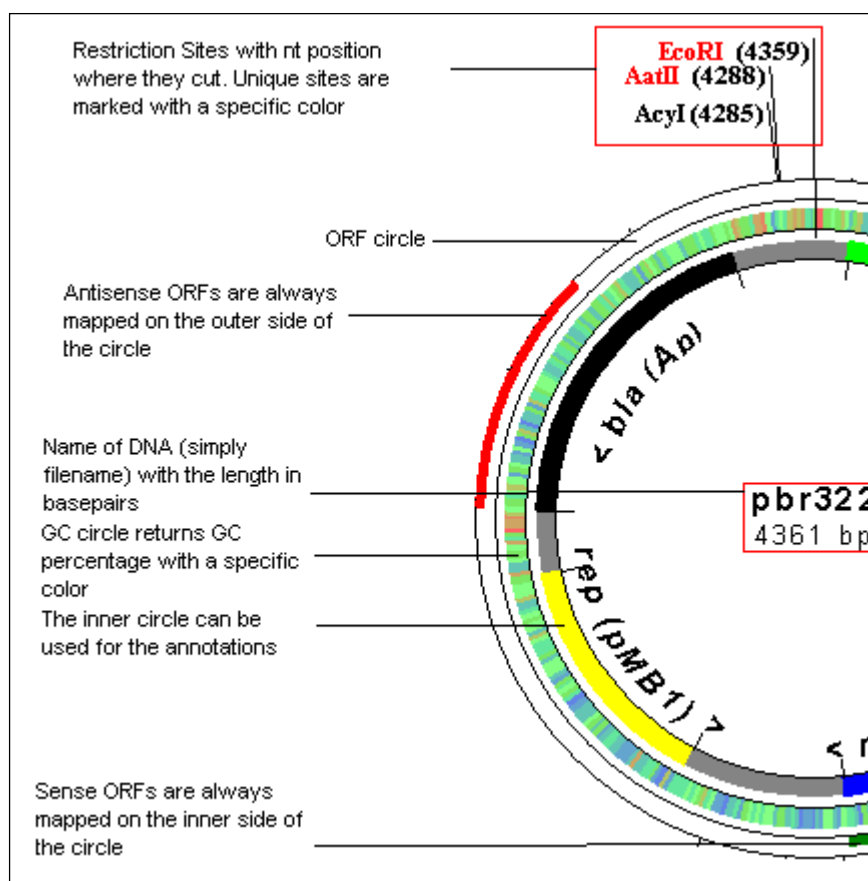 Restriction Sites with nt position
where they cut. Unique sites are
marked with a specific color
EcoRI (4359)
AatII (4288)
AcyI (4285)
ORF circle
Antisense ORFs are always
mapped on the outer side of
the circle
< bla (Ap)
Name of DNA (simply
filename) with the length in
basepairs
pbr322
4361 bp
GC circle returns GC
percentage with a specific
color
The inner circle can be
used for the annotations
rep (pMB1) >
< r
Sense ORFs are always
mapped on the inner side of
the circle